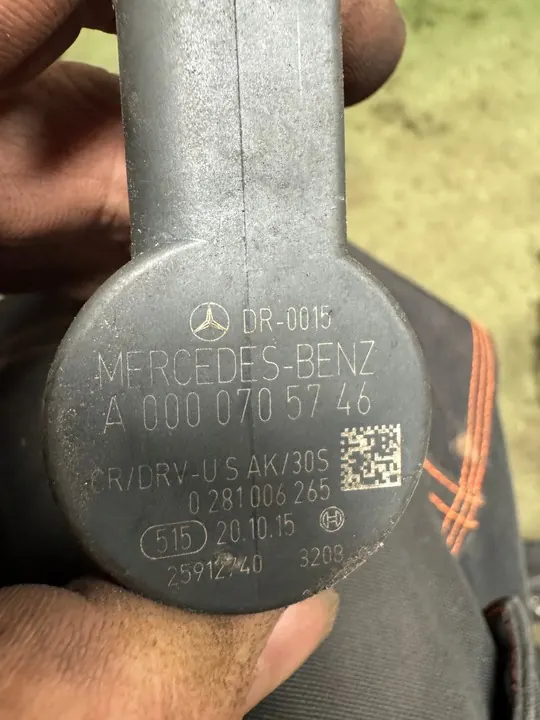 DR-0015
MERCEDES-BENZ
A 000 070 57 46
CR/DRV-U S AK/30S
0 281 006 265
515 20.10.15
25912740 320B